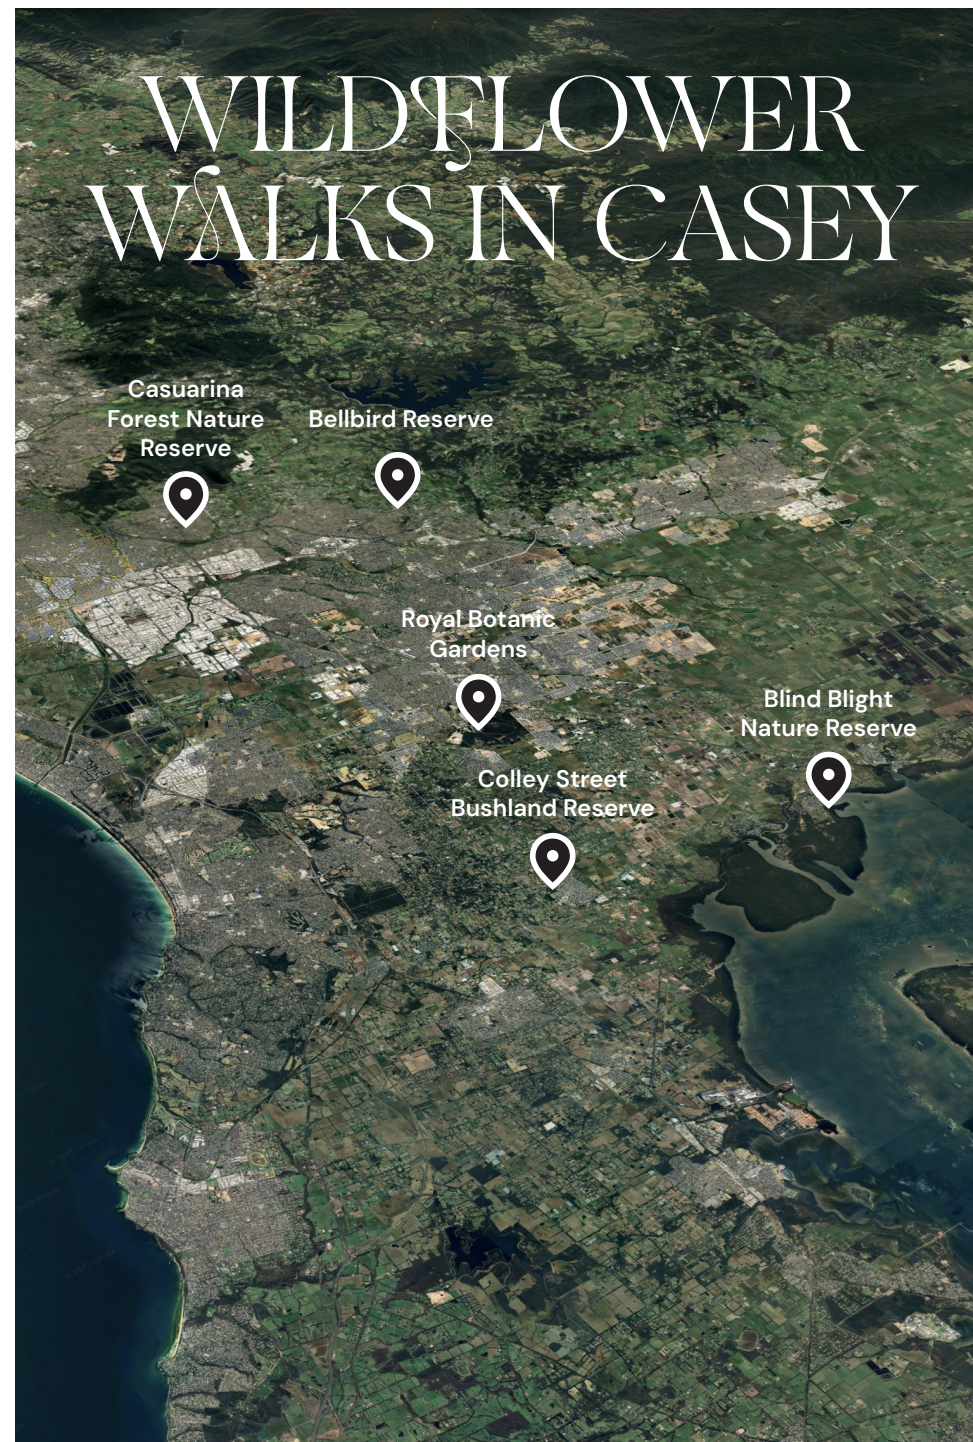 WILDFLOWER
WALKS IN CASEY
Casuarina
Forest Nature
Reserve
Bellbird Reserve
Royal Botanic
Gardens
Blind Blight
Nature Reserve
Colley Street
Bushland Reserve